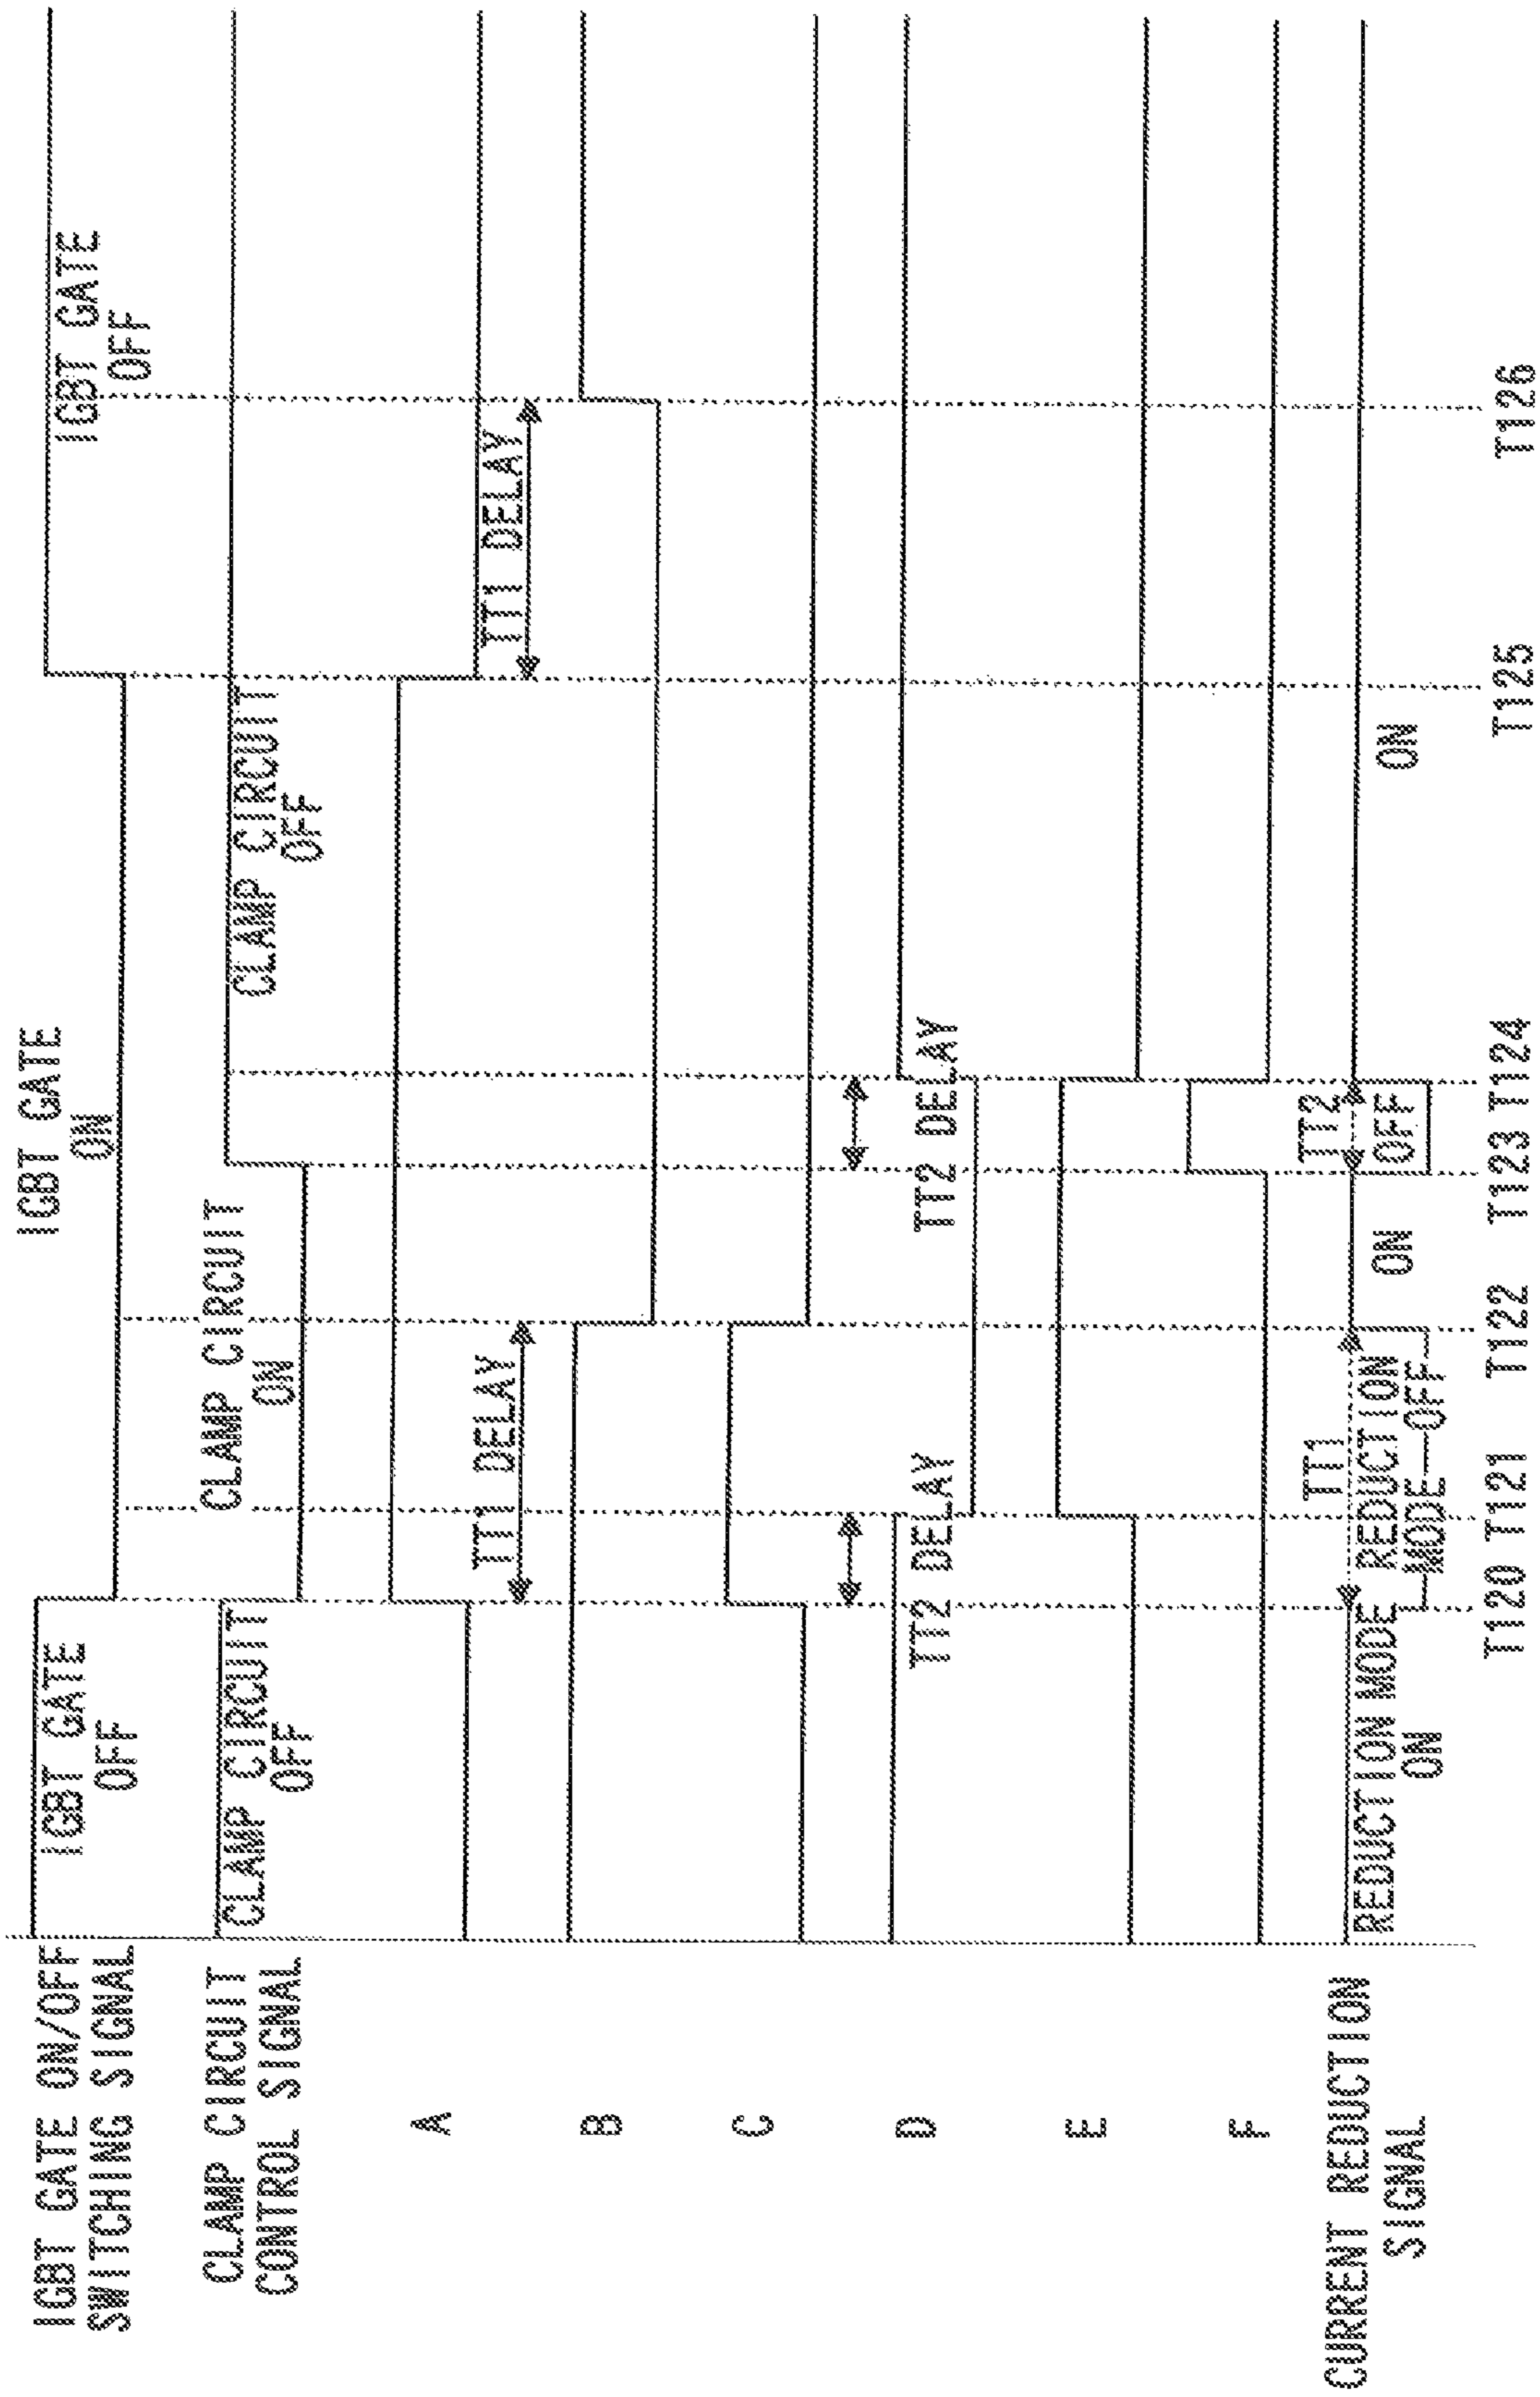 IGBT GATE ON/OFF
SWITCHING SIGNAL
IGBT GATE
OFF
IGBT GATE
ON
IGBT GATE
OFF
CLAMP CIRCUIT
CONTROL SIGNAL
CLAMP CIRCUIT
OFF
CLAMP CIRCUIT
ON
CLAMP CIRCUIT
OFF
A
TT1 DELAY
TT1 DELAY
B
C
D
TT2 DELAY
TT2 DELAY
E
F
CURRENT REDUCTION
SIGNAL
REDUCTION MODE
ON
TT1
REDUCTION
MODE OFF
ON
TT2
OFF
ON
T120 T121 T122 T123 T124 T125 T126